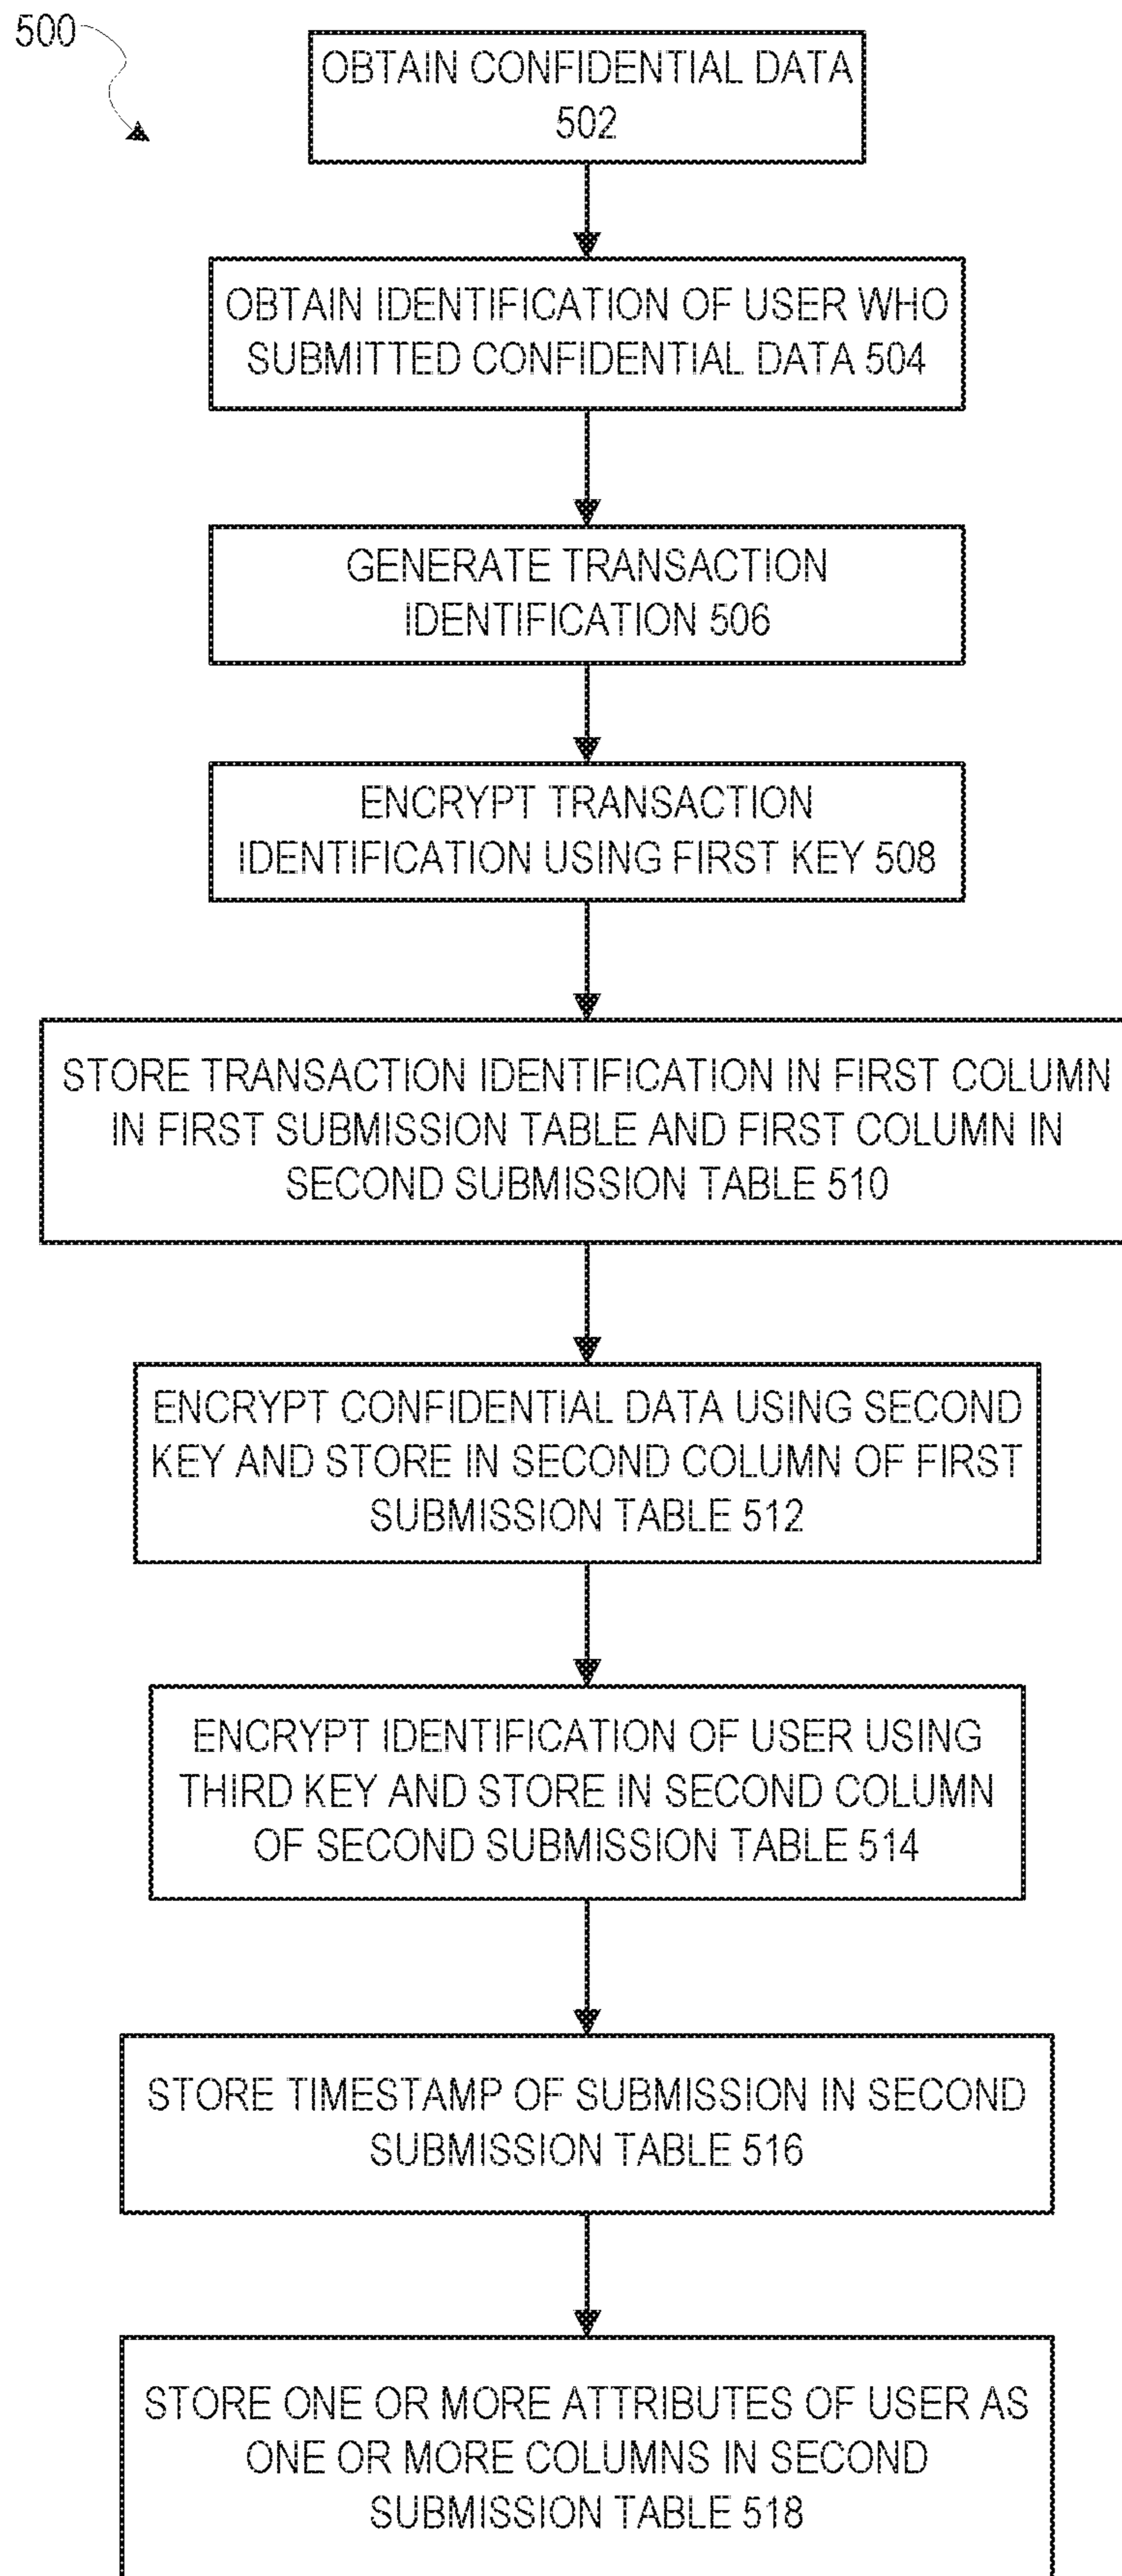 500
OBTAIN CONFIDENTIAL DATA
502
OBTAIN IDENTIFICATION OF USER WHO
SUBMITTED CONFIDENTIAL DATA 504
GENERATE TRANSACTION
IDENTIFICATION 506
ENCRYPT TRANSACTION
IDENTIFICATION USING FIRST KEY 508
STORE TRANSACTION IDENTIFICATION IN FIRST COLUMN
IN FIRST SUBMISSION TABLE AND FIRST COLUMN IN
SECOND SUBMISSION TABLE 510
ENCRYPT CONFIDENTIAL DATA USING SECOND
KEY AND STORE IN SECOND COLUMN OF FIRST
SUBMISSION TABLE 512
ENCRYPT IDENTIFICATION OF USER USING
THIRD KEY AND STORE IN SECOND COLUMN
OF SECOND SUBMISSION TABLE 514
STORE TIMESTAMP OF SUBMISSION IN SECOND
SUBMISSION TABLE 516
STORE ONE OR MORE ATTRIBUTES OF USER AS
ONE OR MORE COLUMNS IN SECOND
SUBMISSION TABLE 518